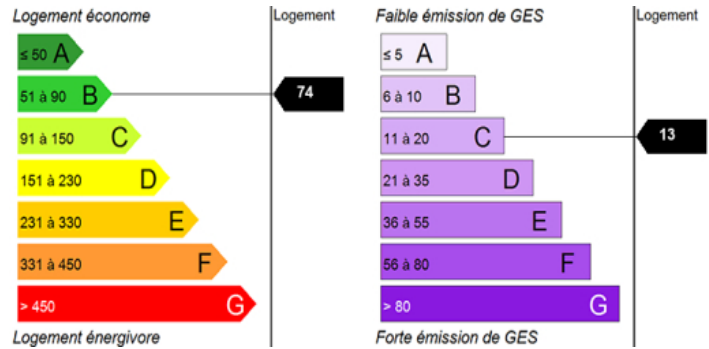 Logement économe
Logement
≤ 50 A
51 à 90 B
74
91 à 150 C
151 à 230 D
231 à 330 E
331 à 450 F
> 450 G
Logement énergivore
Faible émission de GES
Logement
≤ 5 A
6 à 10 B
11 à 20 C
13
21 à 35 D
36 à 55 E
56 à 80 F
> 80 G
Forte émission de GES